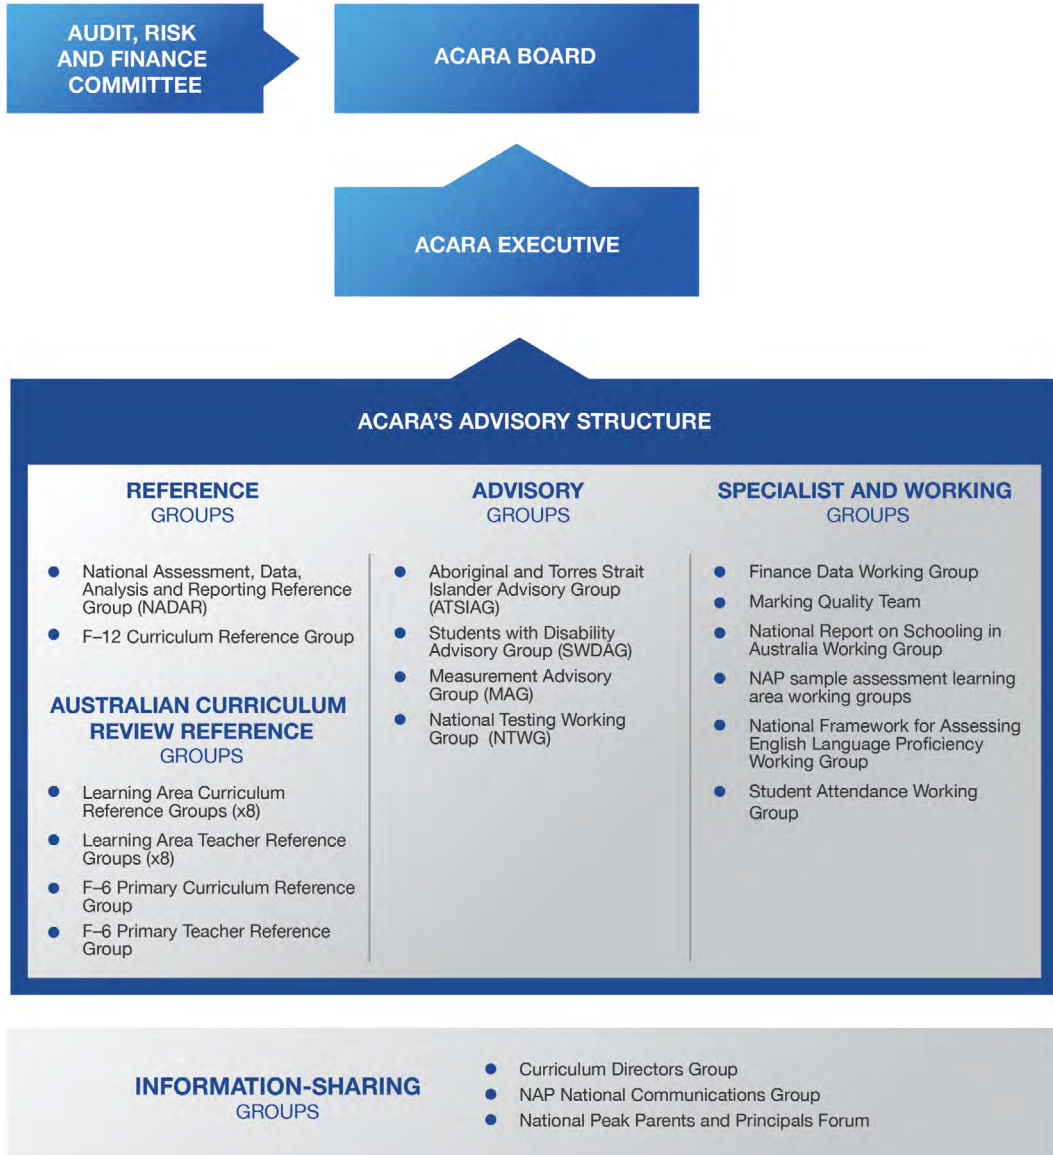 AUDIT, RISK
AND FINANCE
COMMITTEE
ACARA BOARD
ACARA EXECUTIVE
ACARA’S ADVISORY STRUCTURE
REFERENCE
GROUPS
● National Assessment, Data,
Analysis and Reporting Reference
Group (NADAR)
● F–12 Curriculum Reference Group
AUSTRALIAN CURRICULUM
REVIEW REFERENCE
GROUPS
● Learning Area Curriculum
Reference Groups (x8)
● Learning Area Teacher Reference
Groups (x8)
● F–6 Primary Curriculum Reference
Group
● F–6 Primary Teacher Reference
Group
ADVISORY
GROUPS
● Aboriginal and Torres Strait
Islander Advisory Group
(ATSIAG)
● Students with Disability
Advisory Group (SWDAG)
● Measurement Advisory
Group (MAG)
● National Testing Working
Group (NTWG)
SPECIALIST AND WORKING
GROUPS
● Finance Data Working Group
● Marking Quality Team
● National Report on Schooling in
Australia Working Group
● NAP sample assessment learning
area working groups
● National Framework for Assessing
English Language Proficiency
Working Group
● Student Attendance Working
Group
INFORMATION-SHARING
GROUPS
● Curriculum Directors Group
● NAP National Communications Group
● National Peak Parents and Principals Forum